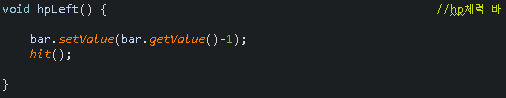 void hpLeft() { //hp체력 바
bar.setValue(bar.getValue()-1);
hit();
}